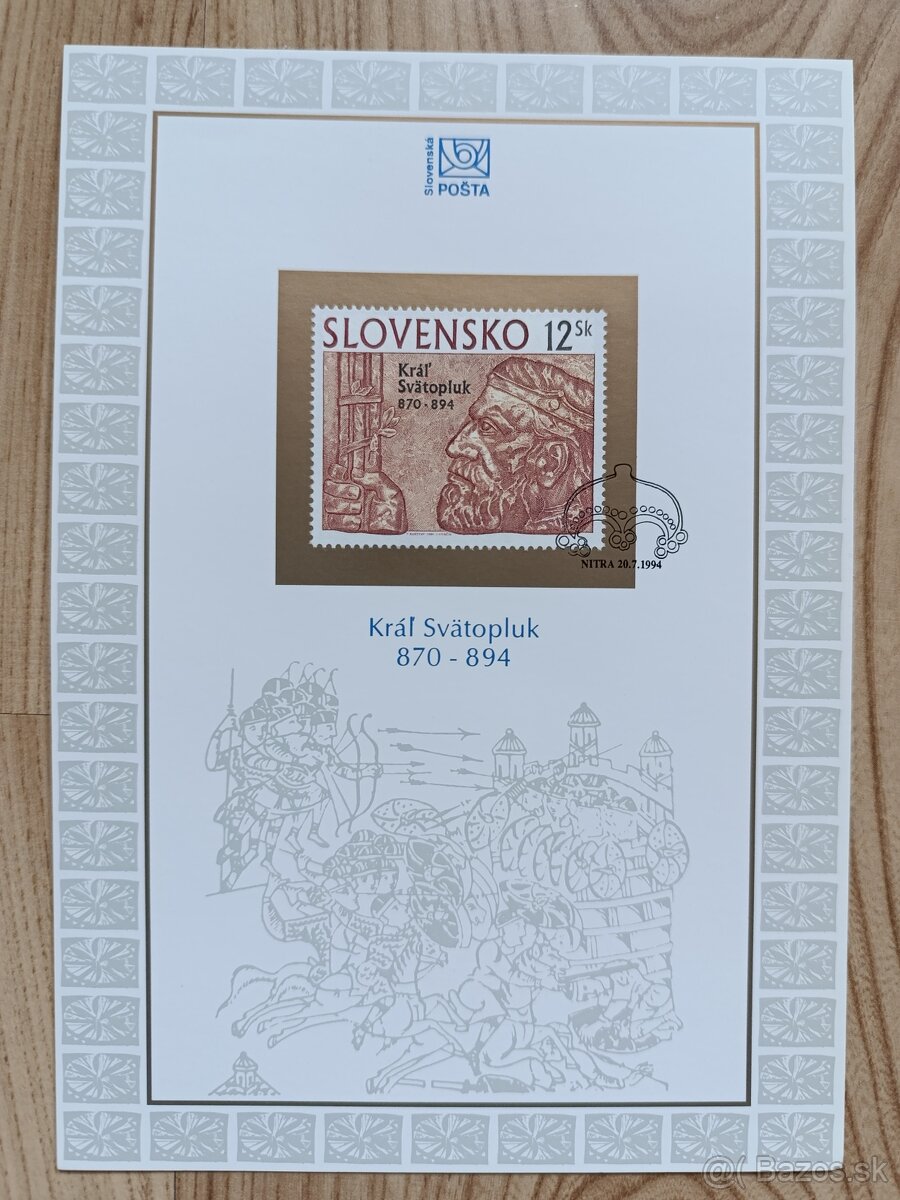 Slovenská
POŠTA
SLOVENSKO 12 Sk
Kráľ
Svätopluk
870 - 894
NITRA 20.7.1994
Kráľ Svätopluk
870 - 894
@( Bazos.sk